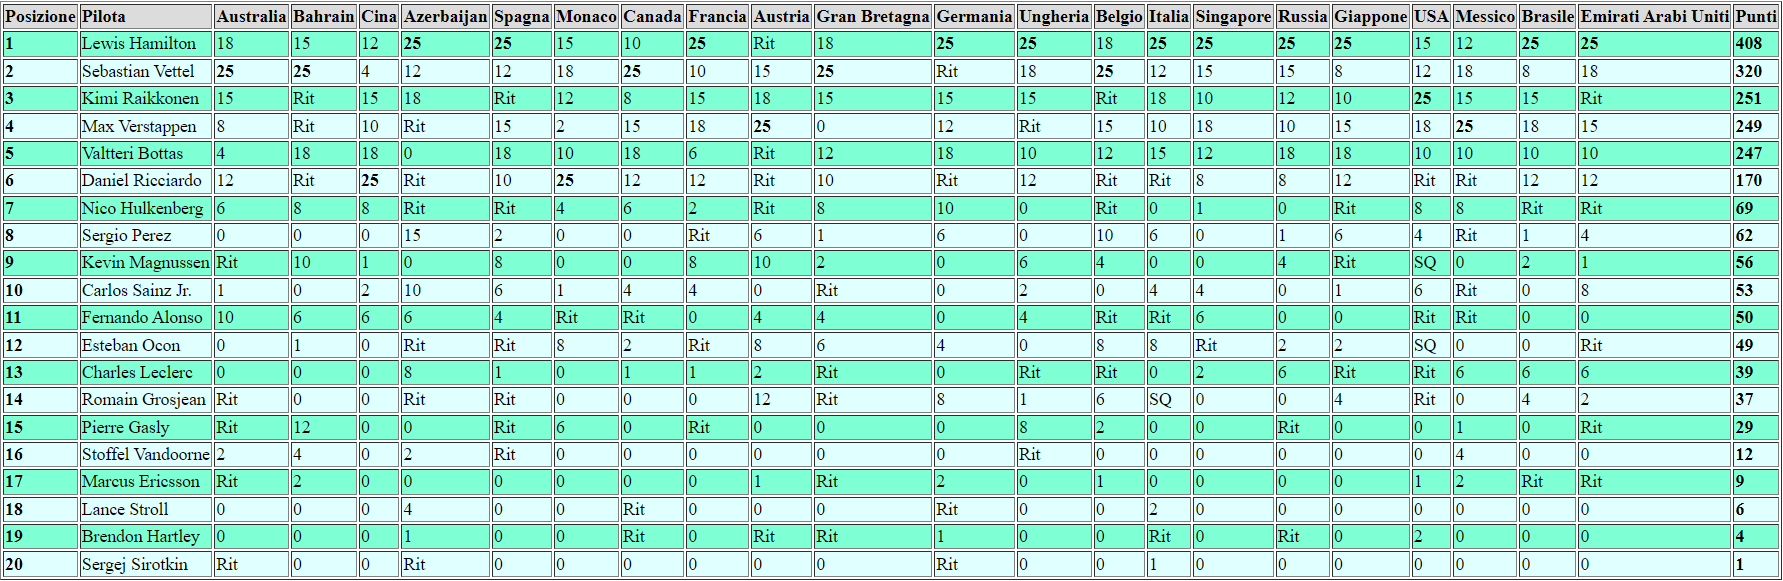 Posizione Pilota Australia Bahrain Cina Azerbaijan Spagna Monaco Canada Francia Austria Gran Bretagna Germania Ungheria Belgio Italia Singapore Russia Giappone USA Messico Brasile Emirati Arabi Uniti Punti
1 Lewis Hamilton 18 15 12 25 25 15 10 25 Rit 18 25 25 18 25 25 25 25 15 12 25 25 408
2 Sebastian Vettel 25 25 4 12 12 18 25 10 15 25 Rit 18 25 12 15 15 8 12 18 8 18 320
3 Kimi Raikkonen 15 Rit 15 18 Rit 12 8 15 18 15 15 15 Rit 18 10 12 10 25 15 15 Rit 251
4 Max Verstappen 8 Rit 10 Rit 15 2 15 18 25 0 12 Rit 15 10 18 10 15 18 25 18 15 249
5 Valtteri Bottas 4 18 18 0 18 10 18 6 Rit 12 18 10 12 15 12 18 18 10 10 10 10 247
6 Daniel Ricciardo 12 Rit 25 Rit 10 25 12 12 Rit 10 Rit 12 Rit Rit 8 8 12 Rit Rit 12 12 170
7 Nico Hulkenberg 6 8 8 Rit Rit 4 6 2 Rit 8 10 0 Rit 0 1 0 Rit 8 8 Rit Rit 69
8 Sergio Perez 0 0 0 15 2 0 0 Rit 6 1 6 0 10 6 0 1 6 4 Rit 1 4 62
9 Kevin Magnussen Rit 10 1 0 8 0 0 8 10 2 0 6 4 0 0 4 Rit SQ 0 2 1 56
10 Carlos Sainz Jr. 1 0 2 10 6 1 4 4 0 Rit 0 2 0 4 4 0 1 6 Rit 0 8 53
11 Fernando Alonso 10 6 6 6 4 Rit Rit 0 4 4 0 4 Rit Rit 6 0 0 Rit Rit 0 0 50
12 Esteban Ocon 0 1 0 Rit Rit 8 2 Rit 8 6 4 0 8 8 Rit 2 2 SQ 0 0 Rit 49
13 Charles Leclerc 0 0 0 8 1 0 1 1 2 Rit 0 Rit Rit 0 2 6 Rit Rit 6 6 6 39
14 Romain Grosjean Rit 0 0 Rit Rit 0 0 0 12 Rit 8 1 6 SQ 0 0 4 Rit 0 4 2 37
15 Pierre Gasly Rit 12 0 0 Rit 6 0 Rit 0 0 0 8 2 0 0 Rit 0 0 1 0 Rit 29
16 Stoffel Vandoorne 2 4 0 2 Rit 0 0 0 0 0 0 Rit 0 0 0 0 0 0 4 0 0 12
17 Marcus Ericsson Rit 2 0 0 0 0 0 0 1 Rit 2 0 1 0 0 0 0 1 2 Rit Rit 9
18 Lance Stroll 0 0 0 4 0 0 Rit 0 0 0 Rit 0 0 2 0 0 0 0 0 0 0 6
19 Brendon Hartley 0 0 0 1 0 0 Rit 0 Rit Rit 1 0 0 Rit 0 Rit 0 2 0 0 0 4
20 Sergej Sirotkin Rit 0 0 Rit 0 0 0 0 0 0 Rit 0 0 1 0 0 0 0 0 0 0 1